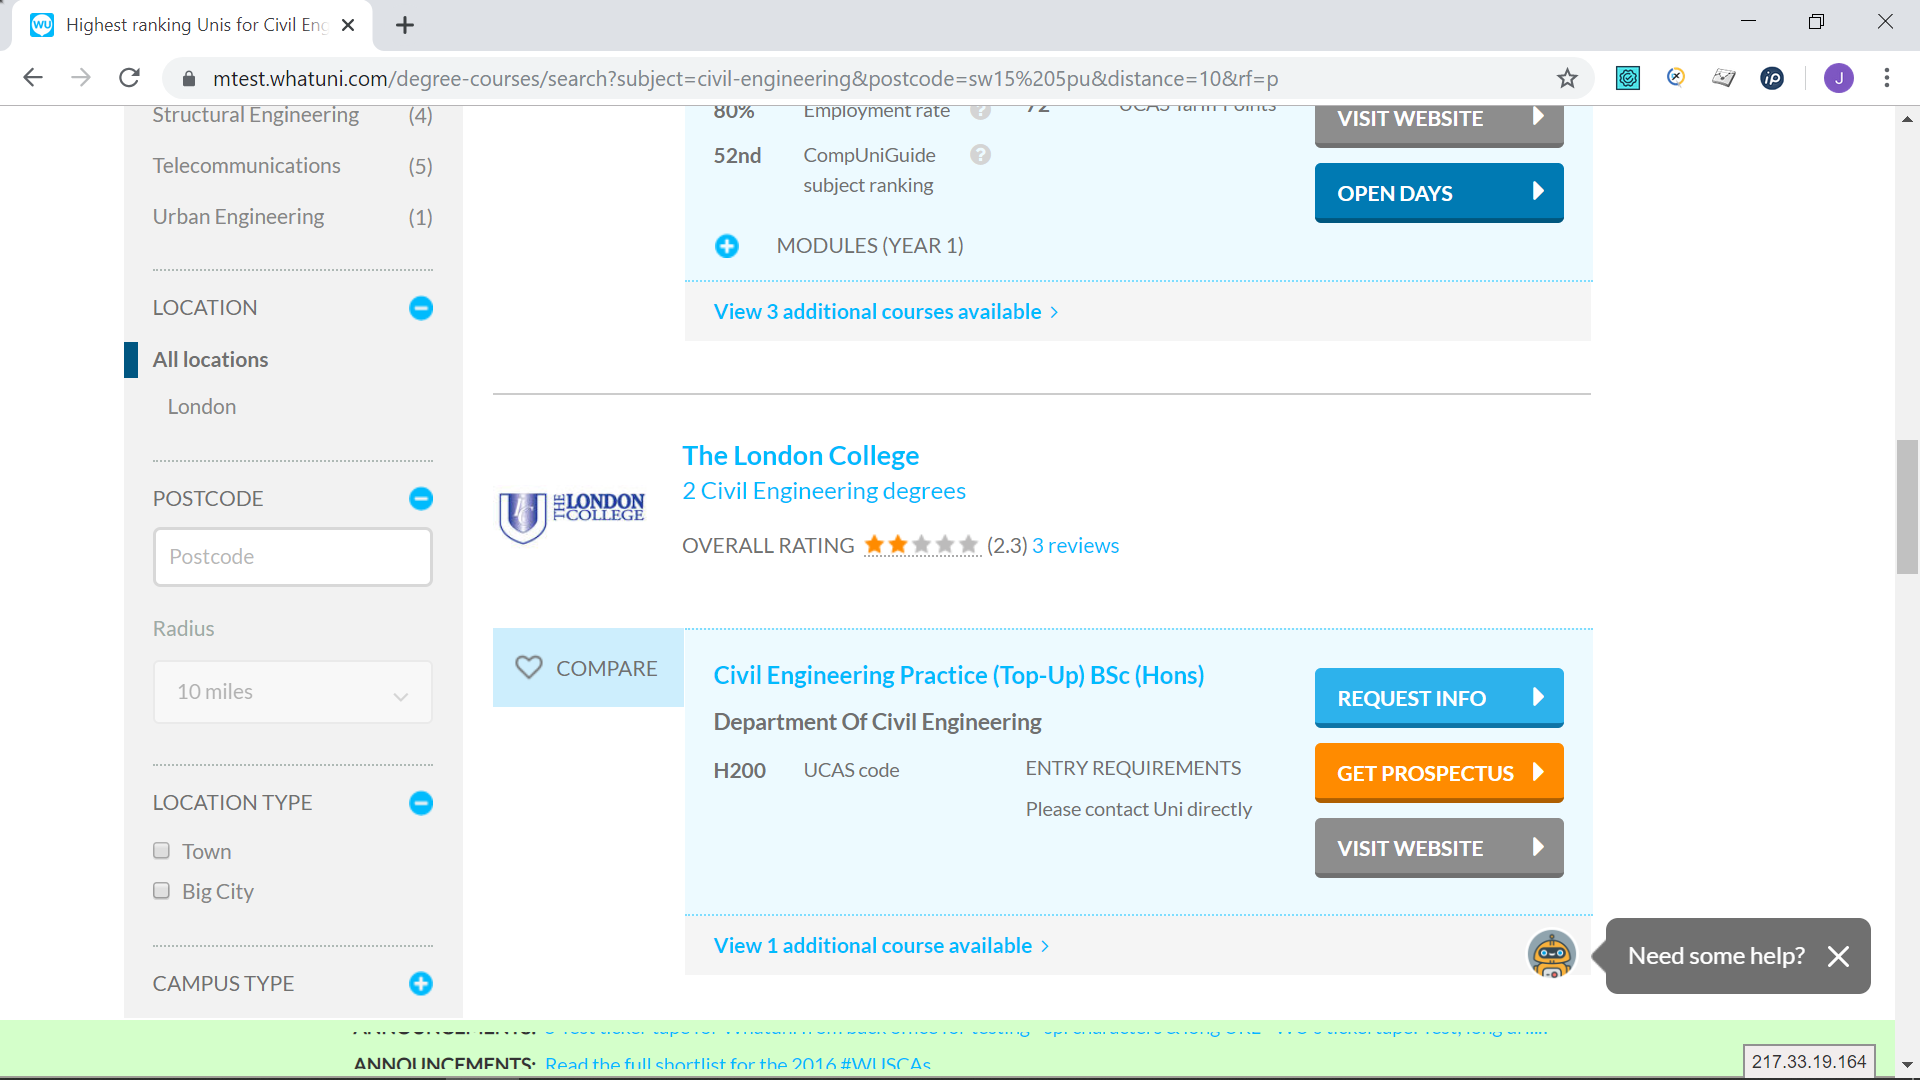 WU Highest ranking Unis for Civil Eng
mtest.whatuni.com/degree-courses/search?subject=civil-engineering&postcode=sw15%205pu&distance=10&rf=p
ip
J
Structural Engineering (4)
Telecommunications (5)
Urban Engineering (1)
LOCATION
All locations
London
POSTCODE
Postcode
Radius
10 miles
LOCATION TYPE
Town
Big City
CAMPUS TYPE
80% Employment rate ? 72 UCAS Tariff Points
52nd CompUniGuide ?
subject ranking
MODULES (YEAR 1)
VISIT WEBSITE
OPEN DAYS
View 3 additional courses available >
THE LONDON
COLLEGE
The London College
2 Civil Engineering degrees
OVERALL RATING (2.3) 3 reviews
COMPARE
Civil Engineering Practice (Top-Up) BSc (Hons)
Department Of Civil Engineering
H200 UCAS code
ENTRY REQUIREMENTS
Please contact Uni directly
REQUEST INFO
GET PROSPECTUS
VISIT WEBSITE
View 1 additional course available >
Need some help?
ANNOUNCEMENTS:
ANNOUNCEMENTS: Read the full shortlist for the 2016 #WUSCAs
217.33.19.164